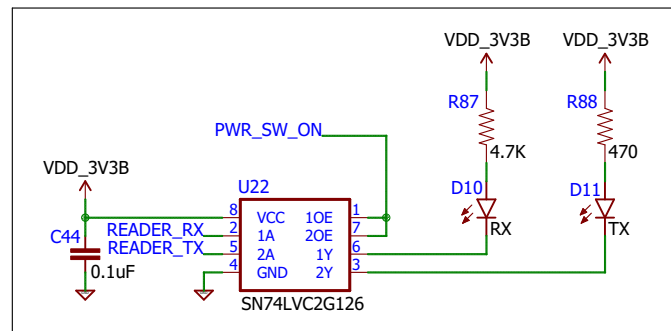 VDD_3V3B VDD_3V3B
R87 R88
4.7K 470
PWR_SW_ON
VDD_3V3B
D10 D11
RX TX
U22
8 VCC 1OE 1
READER_RX 2 1A 2OE 7
READER_TX 5 2A 1Y 6
4 GND 2Y 3
C44
0.1uF
SN74LVC2G126